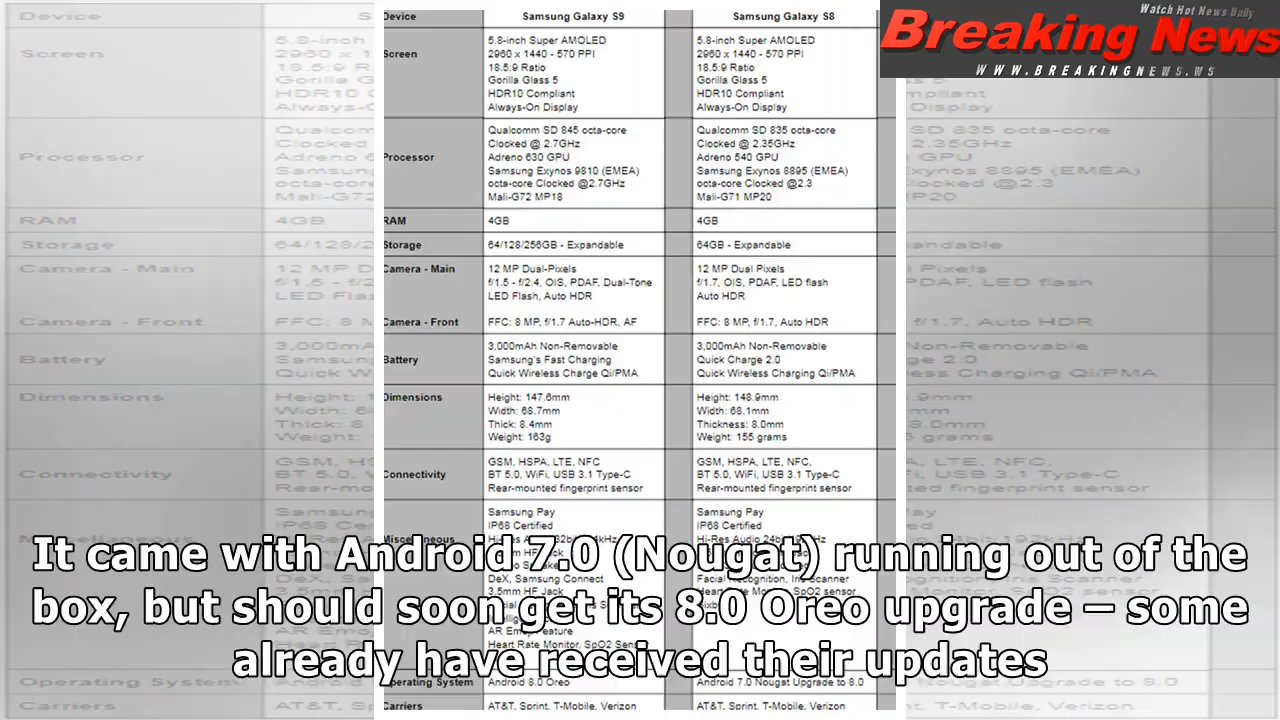 Watch Hot News Daily
Breaking News
WWW.BREAKINGNEWS.WS
Device Samsung Galaxy S9 Samsung Galaxy S8
Screen
5.8-inch Super AMOLED
2960 x 1440 - 570 PPI
18.5:9 Ratio
Gorilla Glass 5
HDR10 Compliant
Always-On Display
5.8-inch Super AMOLED
2960 x 1440 - 570 PPI
18.5:9 Ratio
Gorilla Glass 5
HDR10 Compliant
Always-On Display
Processor
Qualcomm SD 845 octa-core
Clocked @ 2.7GHz
Adreno 630 GPU
Samsung Exynos 9810 (EMEA)
octa-core Clocked @2.7GHz
Mali-G72 MP18
Qualcomm SD 835 octa-core
Clocked @ 2.35GHz
Adreno 540 GPU
Samsung Exynos 8895 (EMEA)
octa-core Clocked @2.3
Mali-G71 MP20
RAM 4GB 4GB
Storage 64/128/256GB - Expandable 64GB - Expandable
Camera - Main
12 MP Dual-Pixels
f/1.5 - f/2.4, OIS, PDAF, Dual-Tone
LED Flash, Auto HDR
12 MP Dual Pixels
f/1.7, OIS, PDAF, LED flash
Auto HDR
Camera - Front FFC: 8 MP, f/1.7 Auto-HDR, AF FFC: 8 MP, f/1.7, Auto HDR
Battery
3,000mAh Non-Removable
Samsung's Fast Charging
Quick Wireless Charge Qi/PMA
3,000mAh Non-Removable
Quick Charge 2.0
Quick Wireless Charging Qi/PMA
Dimensions
Height: 147.6mm
Width: 68.7mm
Thick: 8.4mm
Weight: 163g
Height: 148.9mm
Width: 68.1mm
Thickness: 8.0mm
Weight: 155 grams
Connectivity
GSM, HSPA, LTE, NFC
BT 5.0, WiFi, USB 3.1 Type-C
Rear-mounted fingerprint sensor
GSM, HSPA, LTE, NFC,
BT 5.0, WiFi, USB 3.1 Type-C
Rear-mounted fingerprint sensor
Samsung Pay
IP68 Certified
DeX, Samsung Connect
3.5mm HF Jack
AR Emoji Feature
Heart Rate Monitor, SpO2
Samsung Pay
IP68 Certified
Hi-Res Audio
It came with Android 7.0 (Nougat) running out of the
box, but should soon get its 8.0 Oreo upgrade – some
already have received their updates
Operating System Android 8.0 Oreo Android 7.0 Nougat Upgrade to 8.0
Carriers AT&T, Sprint, T-Mobile, Verizon AT&T, Sprint, T-Mobile, Verizon